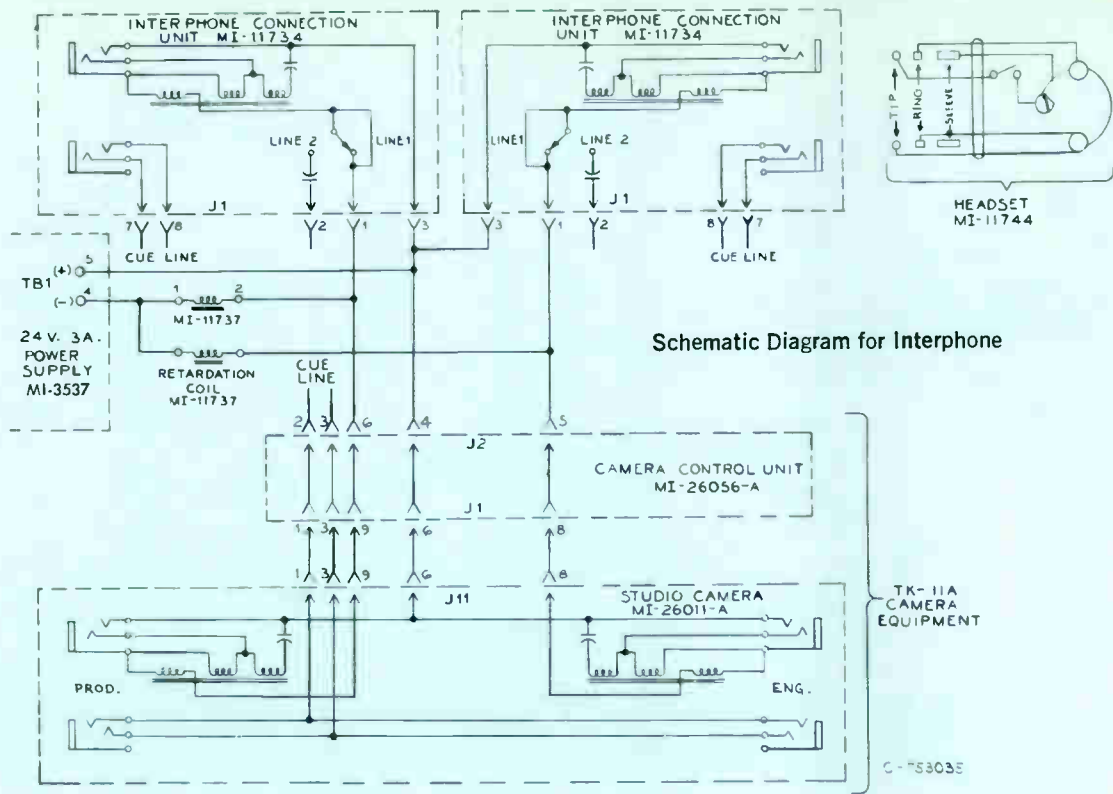 INTERPHONE CONNECTION
UNIT MI-11734
LINE 2
LINE1
J1
7 8 2 1 3
CUE LINE
INTERPHONE CONNECTION
UNIT MI-11734
LINE1
LINE 2
J1
3 1 2 8 7
CUE LINE
TIP
RING
SLEEVE
HEADSET
MI-11744
TB1
(+) 5
(-) 4
24 V. 3A.
POWER
SUPPLY
MI-3537
1 2
MI-11737
RETARDATION
COIL
MI-11737
Schematic Diagram for Interphone
CUE
LINE
2 3 6 4 5
J2
CAMERA CONTROL UNIT
MI-26056-A
J1
1 3 9 6 8
1 3 9 6 8
J11
STUDIO CAMERA
MI-26011-A
PROD.
ENG.
TK-11A
CAMERA
EQUIPMENT